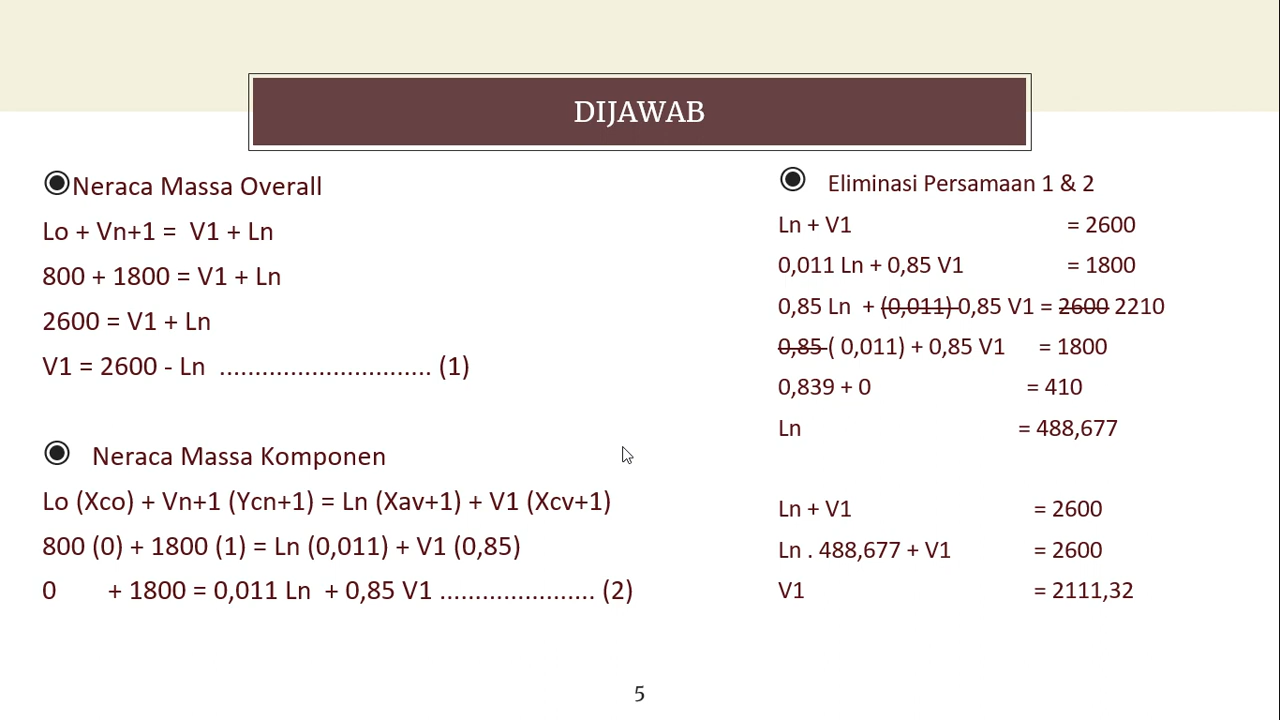 DIJAWAB
Neraca Massa Overall
Lo + Vn+1 = V1 + Ln
800 + 1800 = V1 + Ln
2600 = V1 + Ln
V1 = 2600 - Ln .............................. (1)
Neraca Massa Komponen
Lo (Xco) + Vn+1 (Ycn+1) = Ln (Xav+1) + V1 (Xcv+1)
800 (0) + 1800 (1) = Ln (0,011) + V1 (0,85)
0 + 1800 = 0,011 Ln + 0,85 V1 ...................... (2)
Eliminasi Persamaan 1 & 2
Ln + V1 = 2600
0,011 Ln + 0,85 V1 = 1800
0,85 Ln + (0,011) 0,85 V1 = 2600 2210
0,85 ( 0,011) + 0,85 V1 = 1800
0,839 + 0 = 410
Ln = 488,677
Ln + V1 = 2600
Ln . 488,677 + V1 = 2600
V1 = 2111,32
5